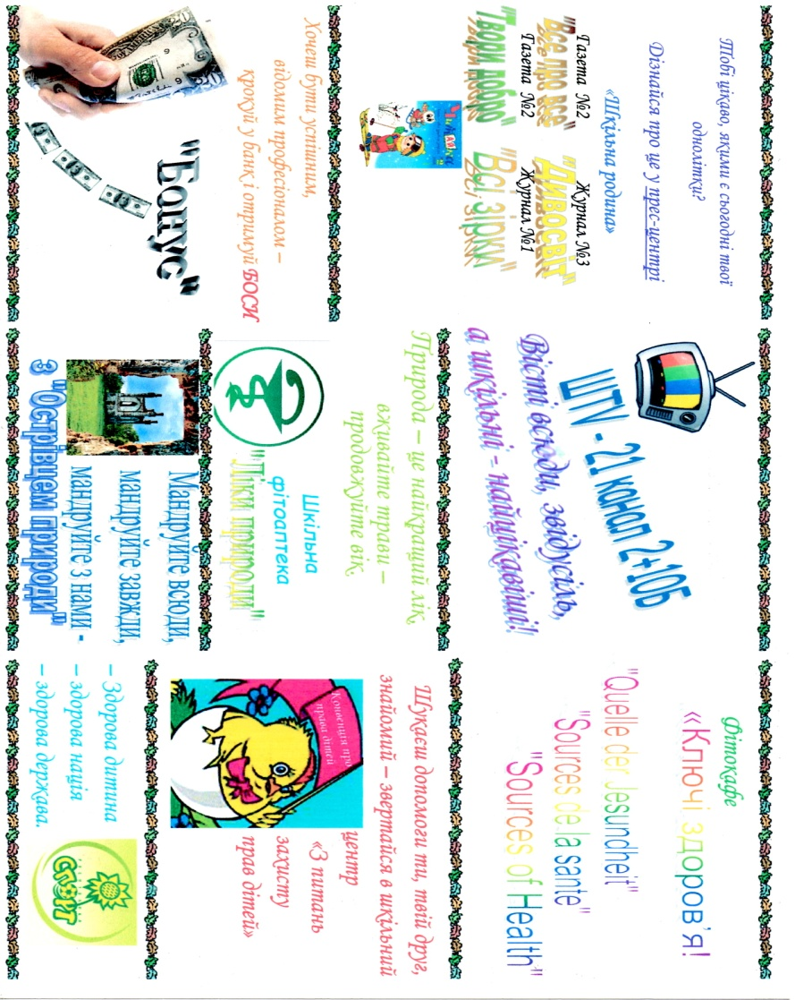 Тобі цікаво, якими є сьогодні твої
однолітки?
Дізнайся про це у прес-центрі
«Шкільна родина»
Газета №2
"Все про все"
Газета №2
"Твори добро"
Журнал №3
"Дивосвіт"
Журнал №1
"Всі зірки"
Хочеш бути успішним,
відомим професіоналом –
крокуй у банк і отримуй БОСИ
"Бонус"
ШTV - 21 канал 2+10Б
Вісті всюди, звідусіль,
а шкільні - найцікавіші!
Природа – це найкращий лік,
вживайте трави –
продовжуйте вік,
Шкільна
фітоаптека
"Ліки природи"
Мандруйте всюди,
мандруйте завжди,
мандруйте з нами -
З "Острівцем природи"
Фітокафе
«Ключі здоров’я!
"Quelle der Jesundheit"
"Sources de la sante"
"Sources of Health"
Шукаєш допомоги ти, твій друг,
знайомий – звертайся в шкільний
центр
«З питань
захисту
прав дітей»
Конвенція про
права дітей
– Здорова дитина
– здорова нація
– здорова держава.